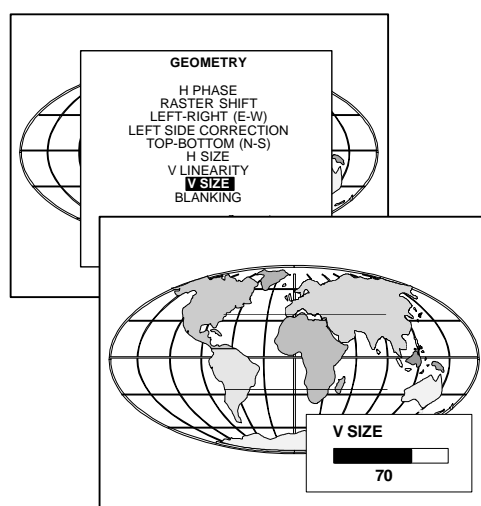 GEOMETRY
H PHASE
RASTER SHIFT
LEFT-RIGHT (E-W)
LEFT SIDE CORRECTION
TOP-BOTTOM (N-S)
H SIZE
V LINEARITY
V SIZE
BLANKING
V SIZE
70